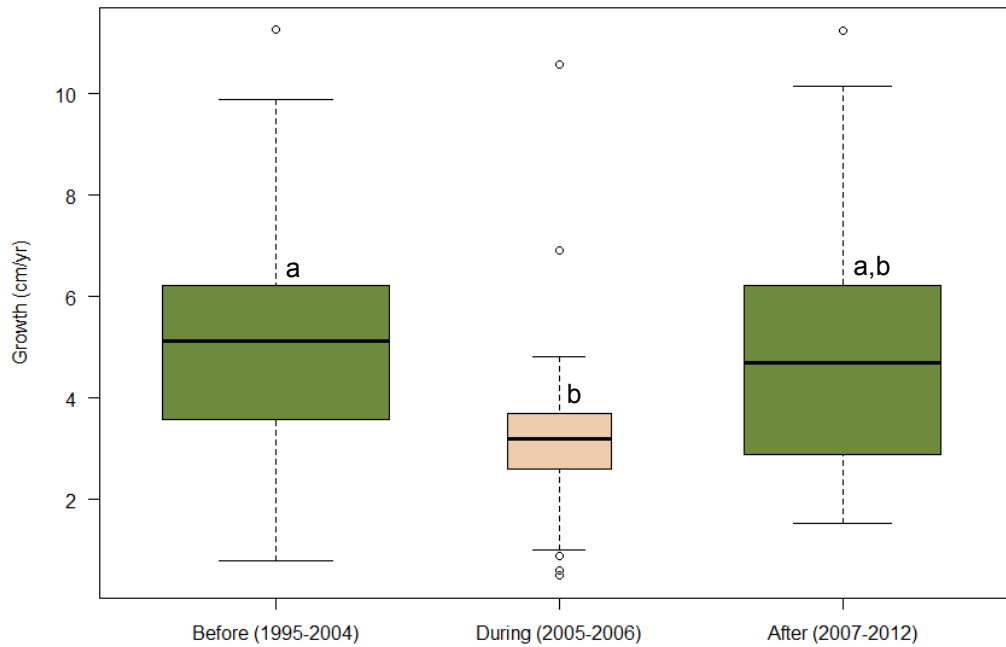 Growth (cm/yr)
10
8
6
4
2
a
b
a,b
Before (1995-2004)
During (2005-2006)
After (2007-2012)